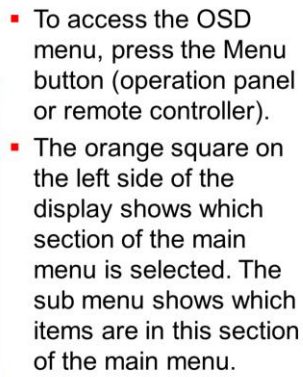 ▪ To access the OSD
menu, press the Menu
button (operation panel
or remote controller).
▪ The orange square on
the left side of the
display shows which
section of the main
menu is selected. The
sub menu shows which
items are in this section
of the main menu.